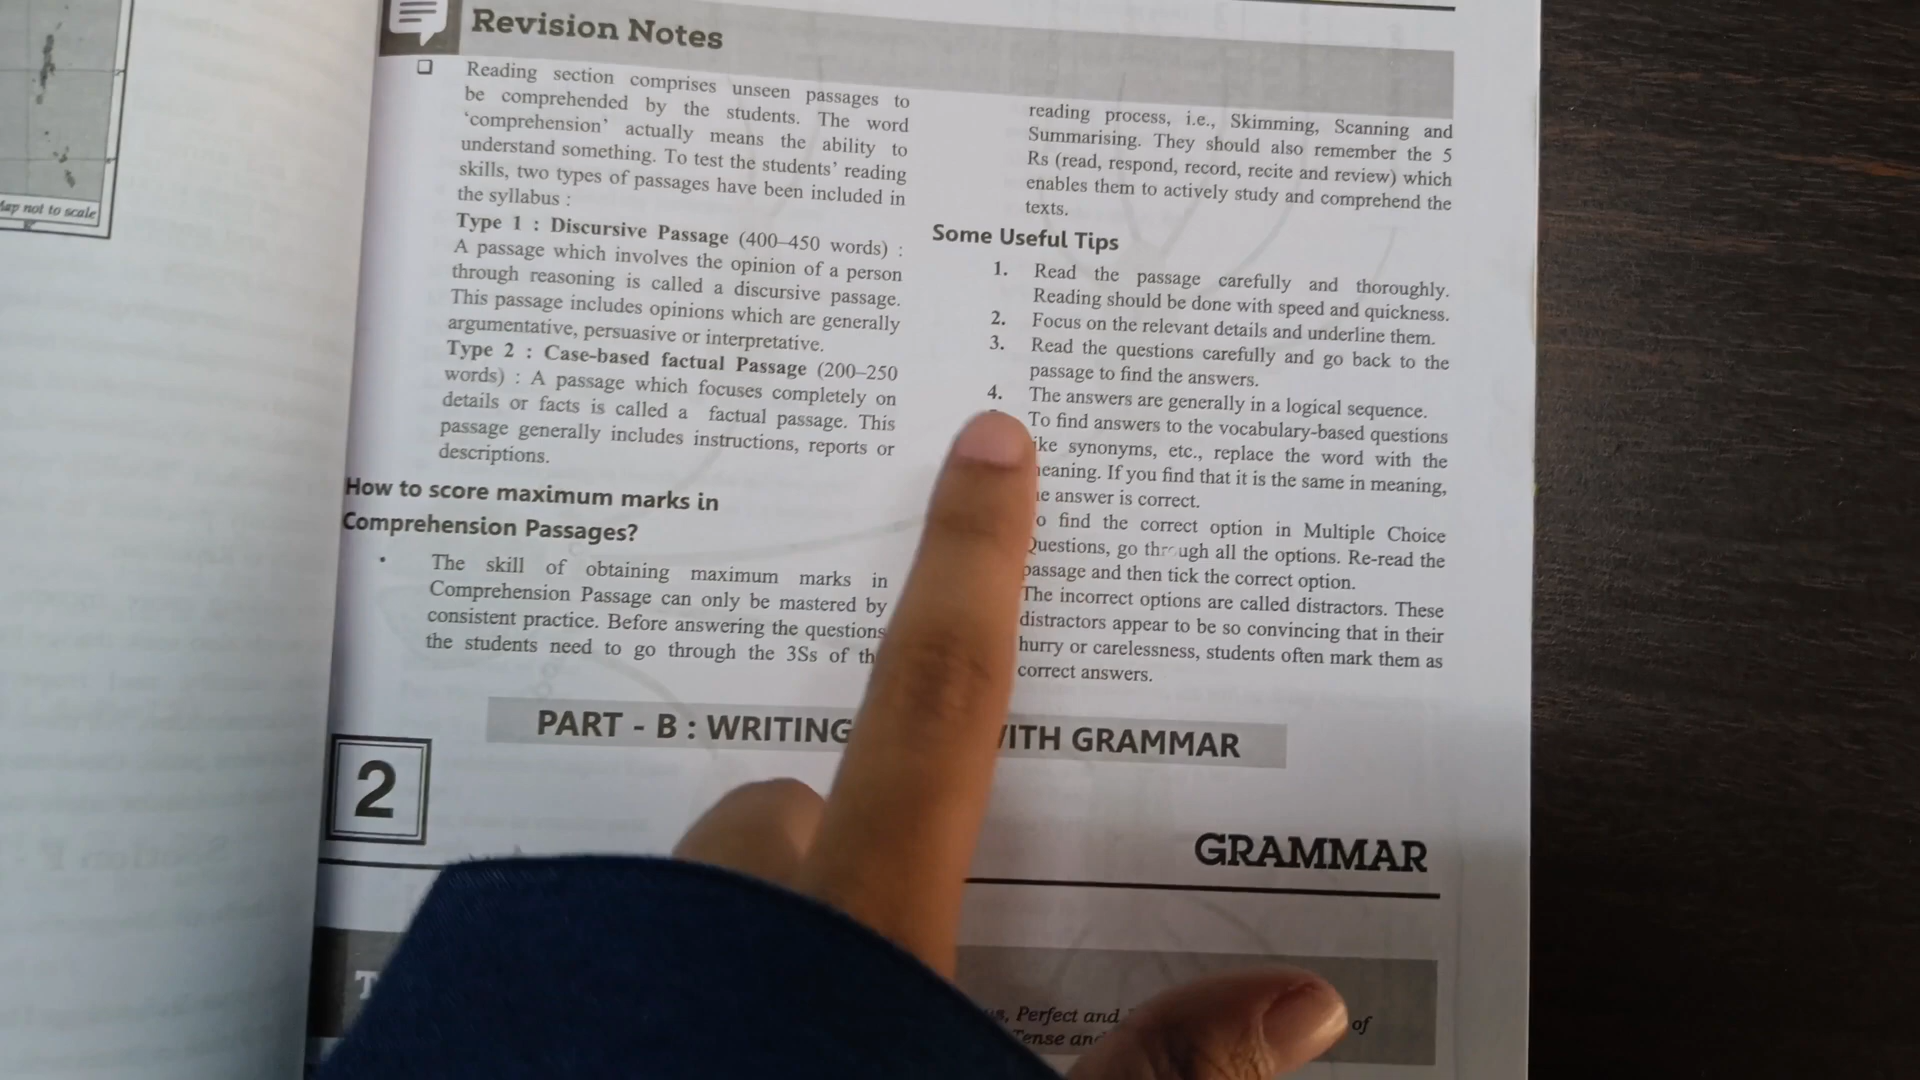 Map not to scale
Revision Notes
Reading section comprises unseen passages to
be comprehended by the students. The word
‘comprehension’ actually means the ability to
understand something. To test the students’ reading
skills, two types of passages have been included in
the syllabus :
Type 1 : Discursive Passage (400–450 words) :
A passage which involves the opinion of a person
through reasoning is called a discursive passage.
This passage includes opinions which are generally
argumentative, persuasive or interpretative.
Type 2 : Case-based factual Passage (200–250
words) : A passage which focuses completely on
details or facts is called a factual passage. This
passage generally includes instructions, reports or
descriptions.
How to score maximum marks in
Comprehension Passages?
• The skill of obtaining maximum marks in
Comprehension Passage can only be mastered by
consistent practice. Before answering the questions
the students need to go through the 3Ss of
reading process, i.e., Skimming, Scanning and
Summarising. They should also remember the 5
Rs (read, respond, record, recite and review) which
enables them to actively study and comprehend the
texts.
Some Useful Tips
1. Read the passage carefully and thoroughly.
Reading should be done with speed and quickness.
2. Focus on the relevant details and underline them.
3. Read the questions carefully and go back to the
passage to find the answers.
4. The answers are generally in a logical sequence.
To find answers to the vocabulary-based questions
synonyms, etc., replace the word with the
If you find that it is the same in meaning,
answer is correct.
find the correct option in Multiple Choice
Questions, go through all the options. Re-read the
passage and then tick the correct option.
The incorrect options are called distractors. These
distractors appear to be so convincing that in their
hurry or carelessness, students often mark them as
correct answers.
PART - B : WRITING WITH GRAMMAR
2
GRAMMAR
Perfect and
of
Tense